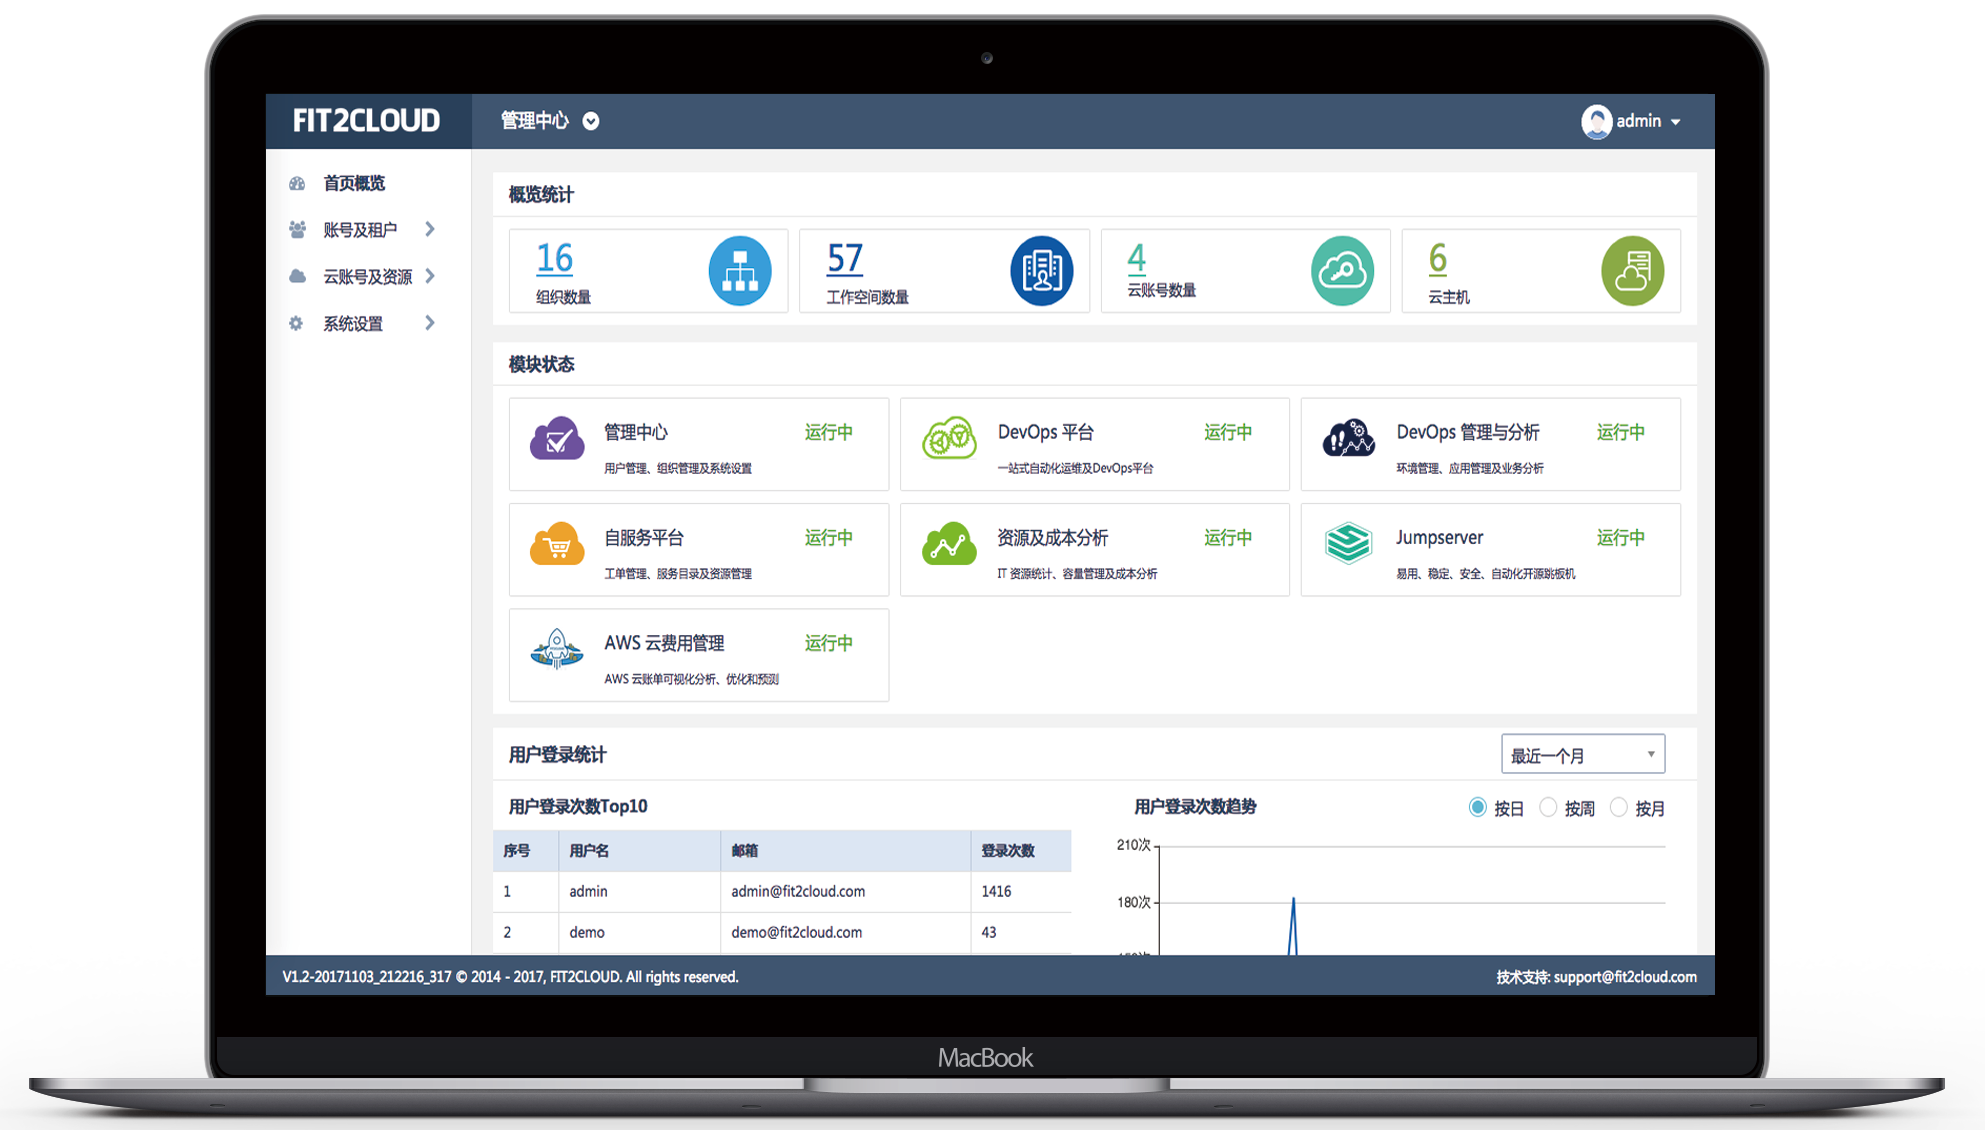 FIT2CLOUD
管理中心
admin
首页概览
账号及租户
云账号及资源
系统设置
概览统计
16
组织数量
57
工作空间数量
4
云账号数量
6
云主机
模块状态
管理中心
运行中
用户管理、组织管理及系统设置
DevOps 平台
运行中
一站式自动化运维及DevOps平台
DevOps 管理与分析
运行中
环境管理、应用管理及业务分析
自服务平台
运行中
工单管理、服务目录及资源管理
资源及成本分析
运行中
IT 资源统计、容量管理及成本分析
Jumpserver
运行中
易用、稳定、安全、自动化开源跳板机
AWS 云费用管理
运行中
AWS 云账单可视化分析、优化和预测
用户登录统计
最近一个月
用户登录次数Top10
序号 用户名 邮箱 登录次数
1 admin admin@fit2cloud.com 1416
2 demo demo@fit2cloud.com 43
用户登录次数趋势
按日 按周 按月
210次
180次
V1.2-20171103_212216_317 © 2014 - 2017, FIT2CLOUD. All rights reserved.
技术支持: support@fit2cloud.com
MacBook